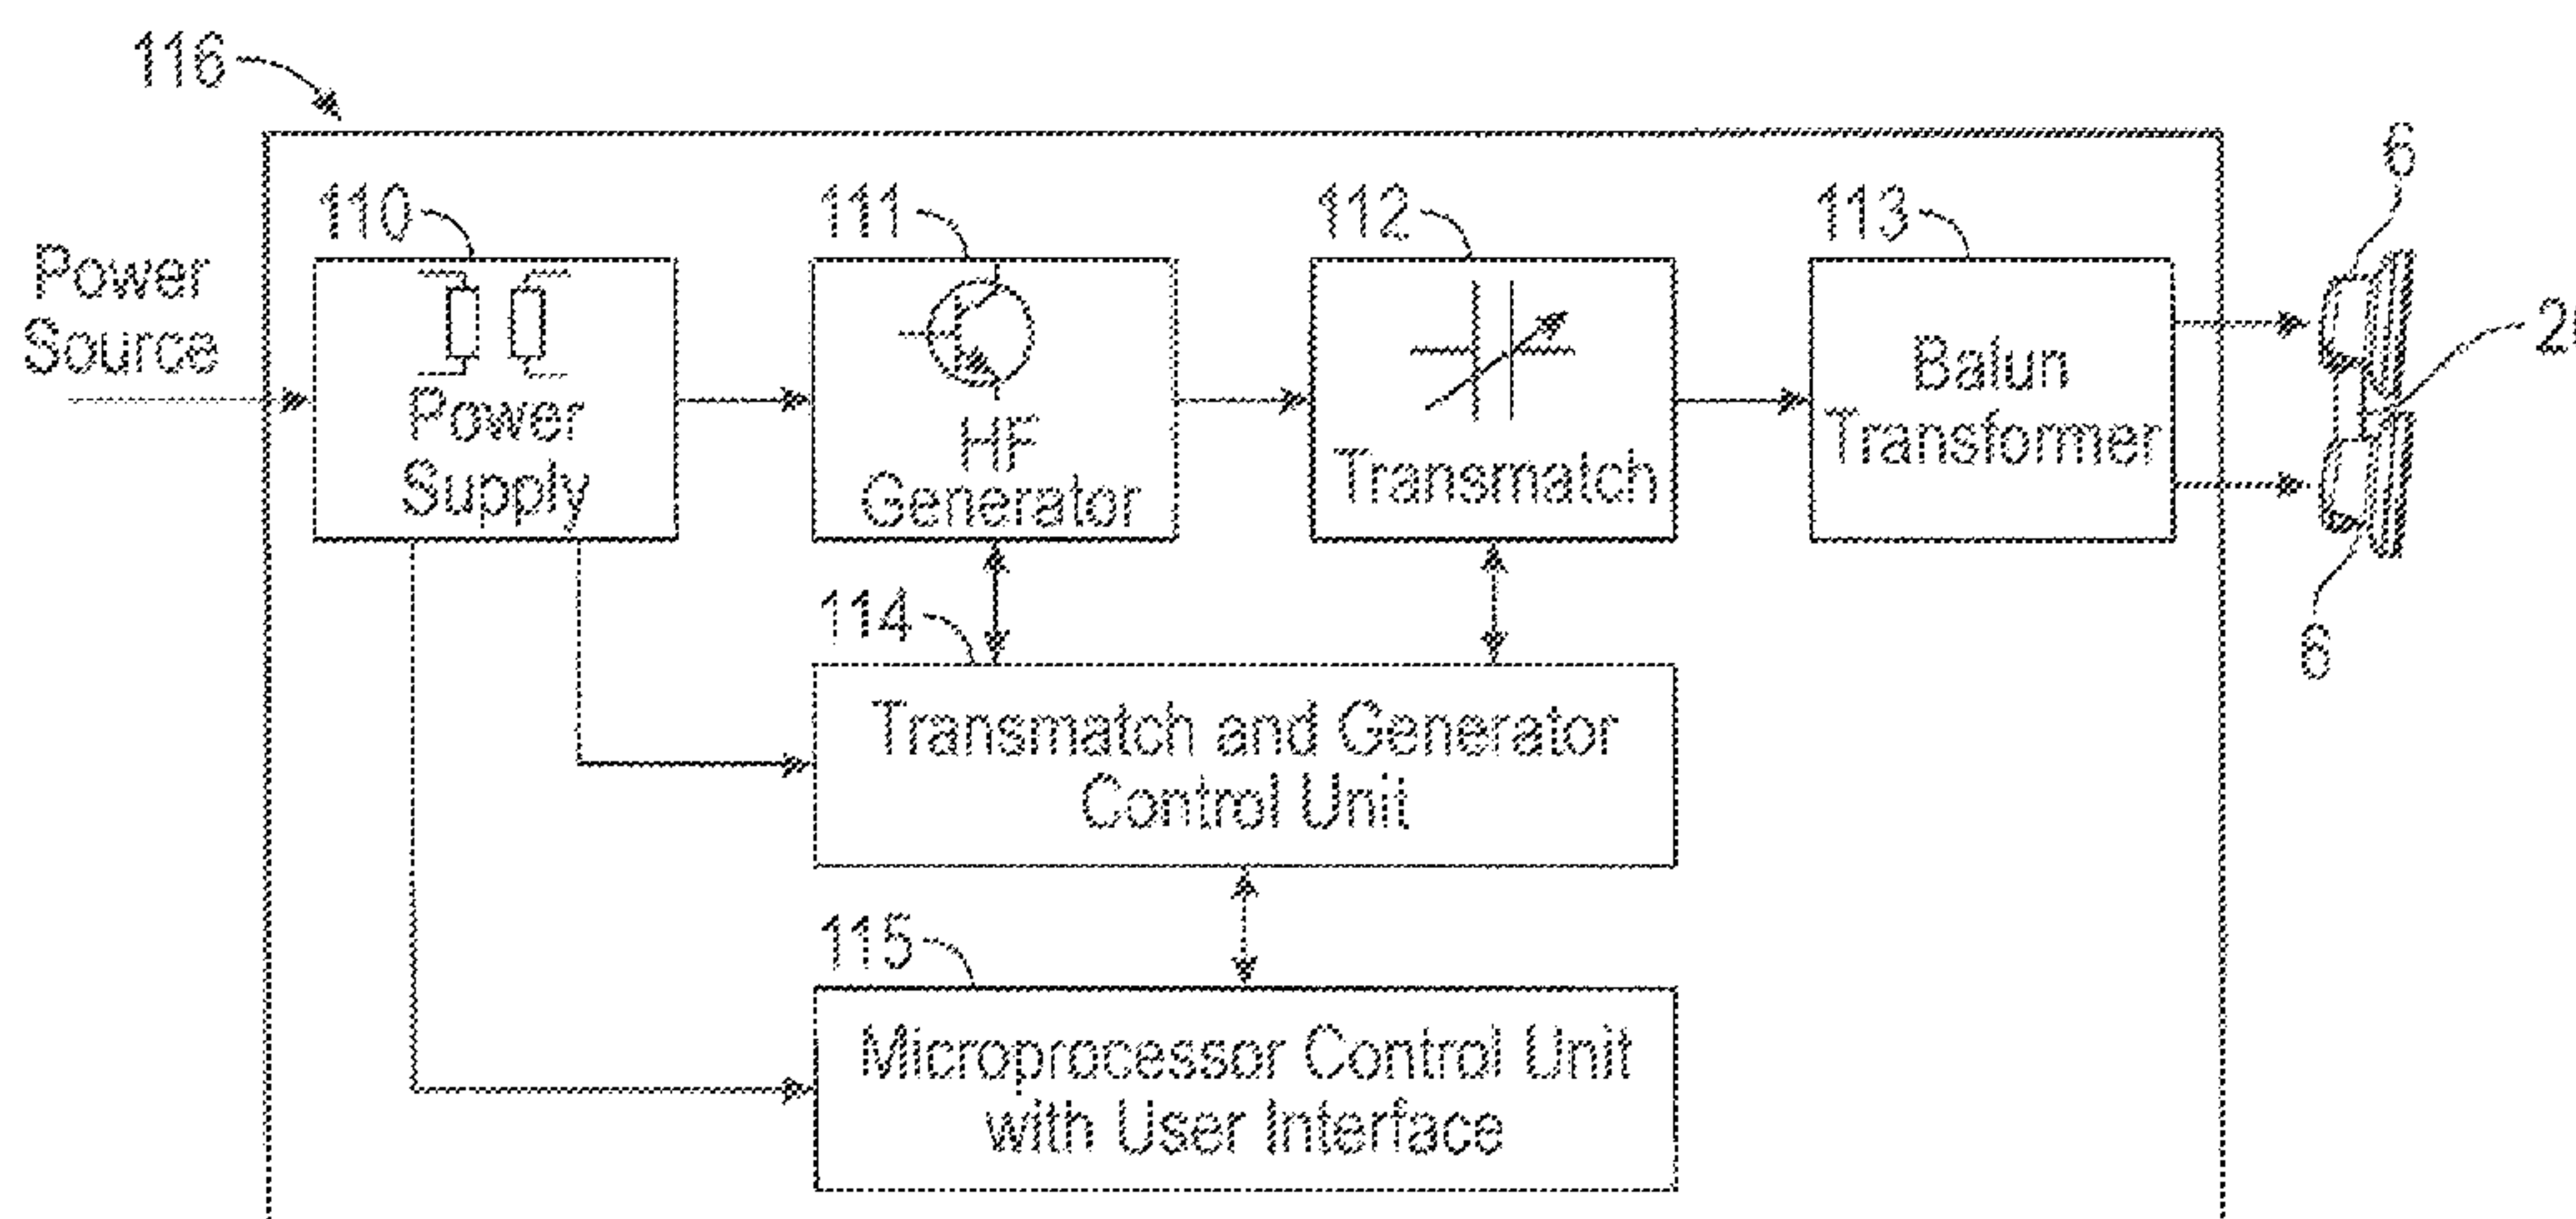 116
110
111
112
113
6
Power
Source
Power
Supply
HF
Generator
Transmatch
Balun
Transformer
6
114
Transmatch and Generator
Control Unit
115
Microprocessor Control Unit
with User Interface